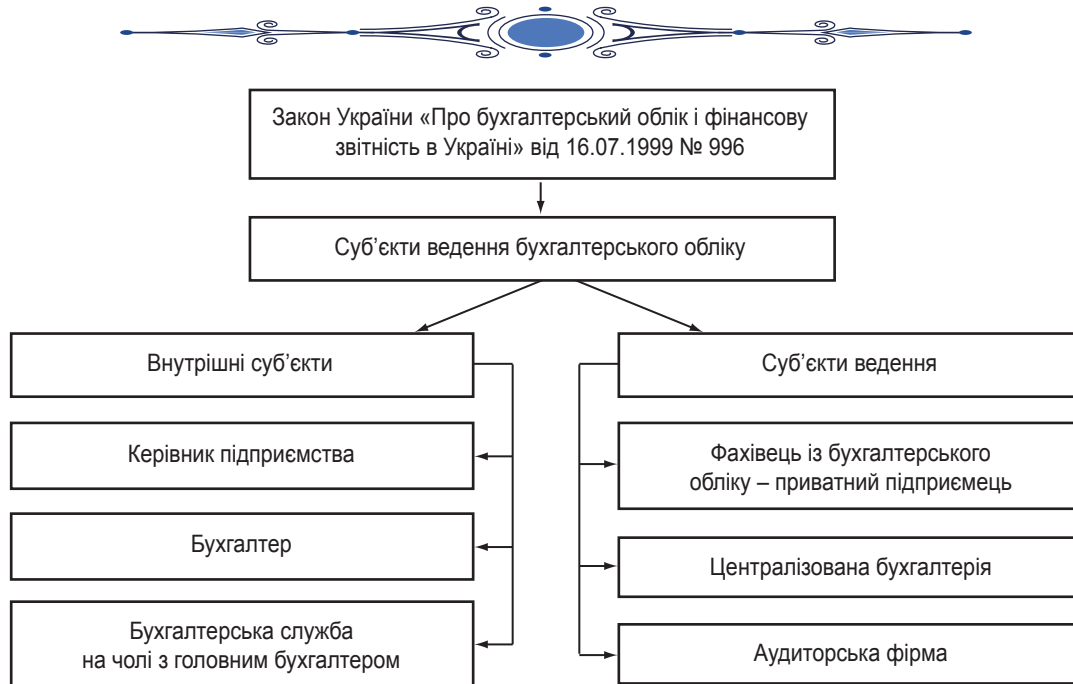 Закон України «Про бухгалтерський облік і фінансову
звітність в Україні» від 16.07.1999 № 996
Суб’єкти ведення бухгалтерського обліку
Внутрішні суб’єкти
Керівник підприємства
Бухгалтер
Бухгалтерська служба
на чолі з головним бухгалтером
Суб’єкти ведення
Фахівець із бухгалтерського
обліку – приватний підприємець
Централізована бухгалтерія
Аудиторська фірма